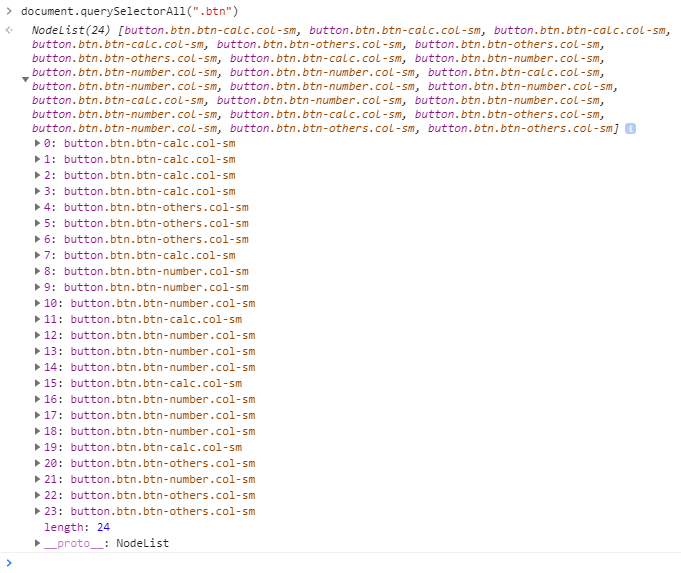 document.querySelectorAll(".btn")
NodeList(24) [button.btn.btn-calc.col-sm, button.btn.btn-calc.col-sm, button.btn.btn-calc.col-sm,
button.btn.btn-calc.col-sm, button.btn.btn-others.col-sm, button.btn.btn-others.col-sm,
button.btn.btn-others.col-sm, button.btn.btn-calc.col-sm, button.btn.btn-number.col-sm,
button.btn.btn-number.col-sm, button.btn.btn-number.col-sm, button.btn.btn-calc.col-sm,
button.btn.btn-number.col-sm, button.btn.btn-number.col-sm, button.btn.btn-number.col-sm,
button.btn.btn-calc.col-sm, button.btn.btn-number.col-sm, button.btn.btn-number.col-sm,
button.btn.btn-number.col-sm, button.btn.btn-calc.col-sm, button.btn.btn-others.col-sm,
button.btn.btn-number.col-sm, button.btn.btn-others.col-sm, button.btn.btn-others.col-sm] i
0: button.btn.btn-calc.col-sm
1: button.btn.btn-calc.col-sm
2: button.btn.btn-calc.col-sm
3: button.btn.btn-calc.col-sm
4: button.btn.btn-others.col-sm
5: button.btn.btn-others.col-sm
6: button.btn.btn-others.col-sm
7: button.btn.btn-calc.col-sm
8: button.btn.btn-number.col-sm
9: button.btn.btn-number.col-sm
10: button.btn.btn-number.col-sm
11: button.btn.btn-calc.col-sm
12: button.btn.btn-number.col-sm
13: button.btn.btn-number.col-sm
14: button.btn.btn-number.col-sm
15: button.btn.btn-calc.col-sm
16: button.btn.btn-number.col-sm
17: button.btn.btn-number.col-sm
18: button.btn.btn-number.col-sm
19: button.btn.btn-calc.col-sm
20: button.btn.btn-others.col-sm
21: button.btn.btn-number.col-sm
22: button.btn.btn-others.col-sm
23: button.btn.btn-others.col-sm
length: 24
__proto__: NodeList